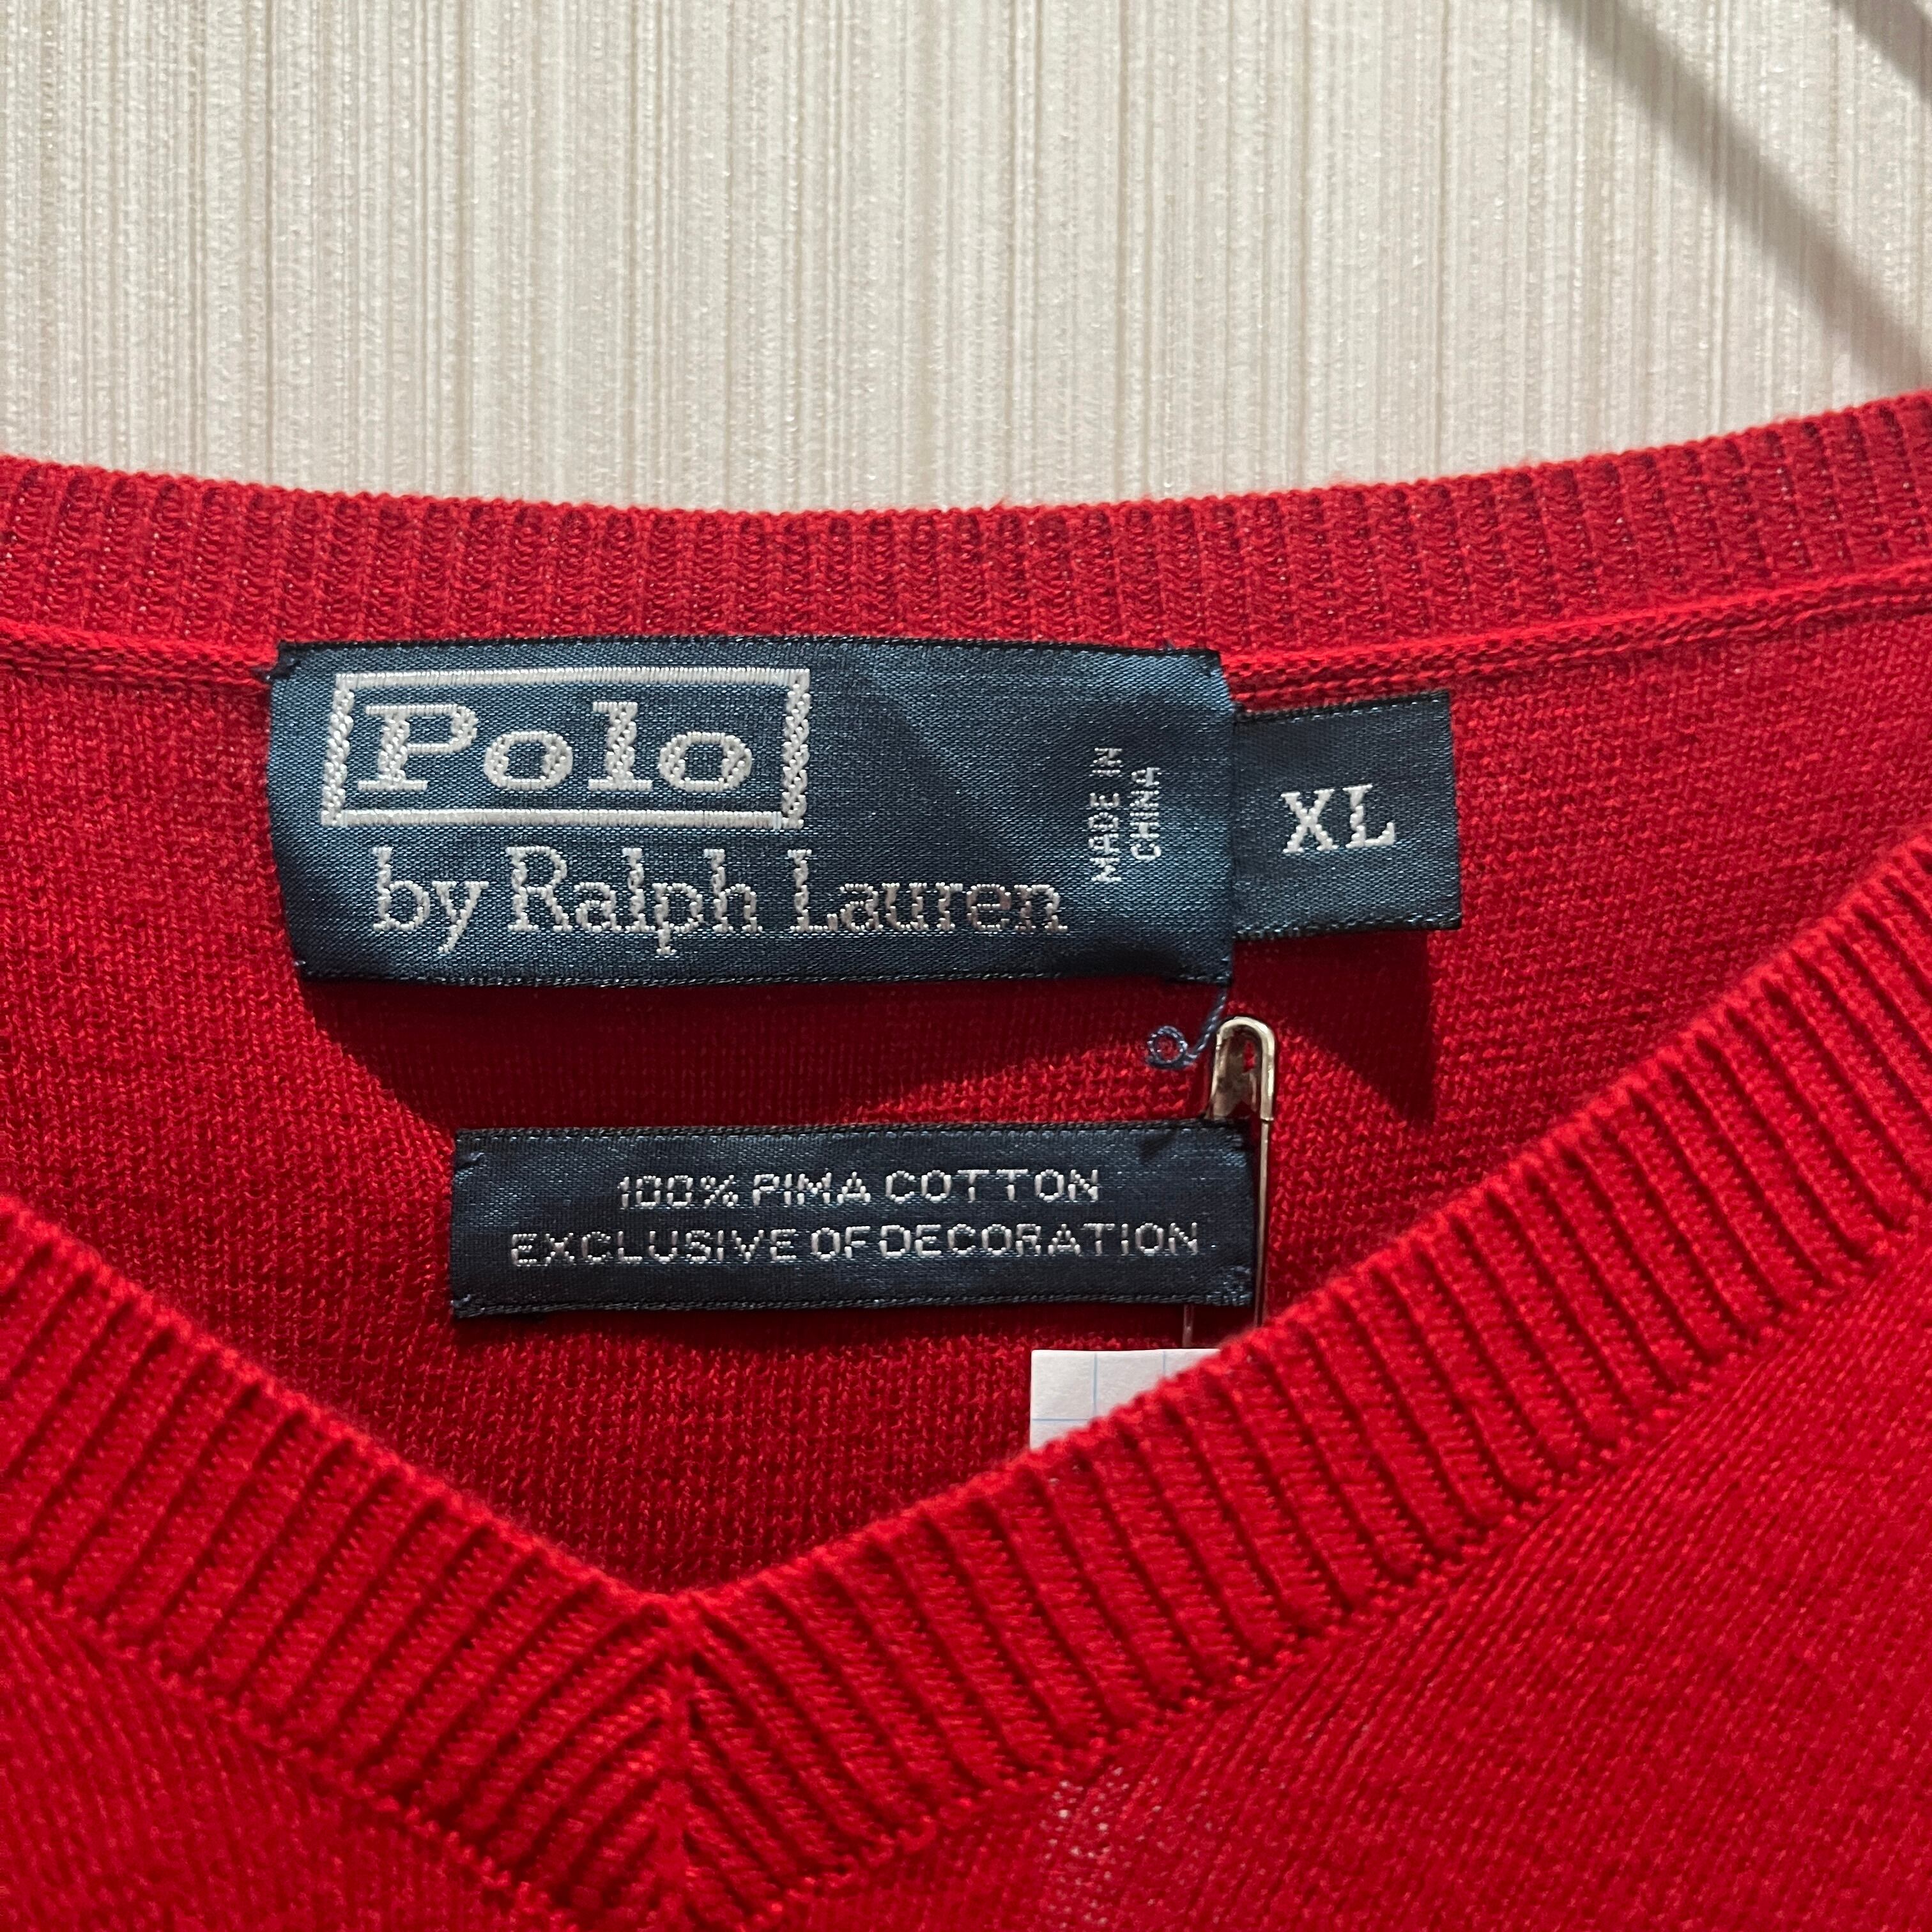 Polo
by Ralph Lauren
MADE IN
CHINA
XL
100% PIMA COTTON
EXCLUSIVE OF DECORATION